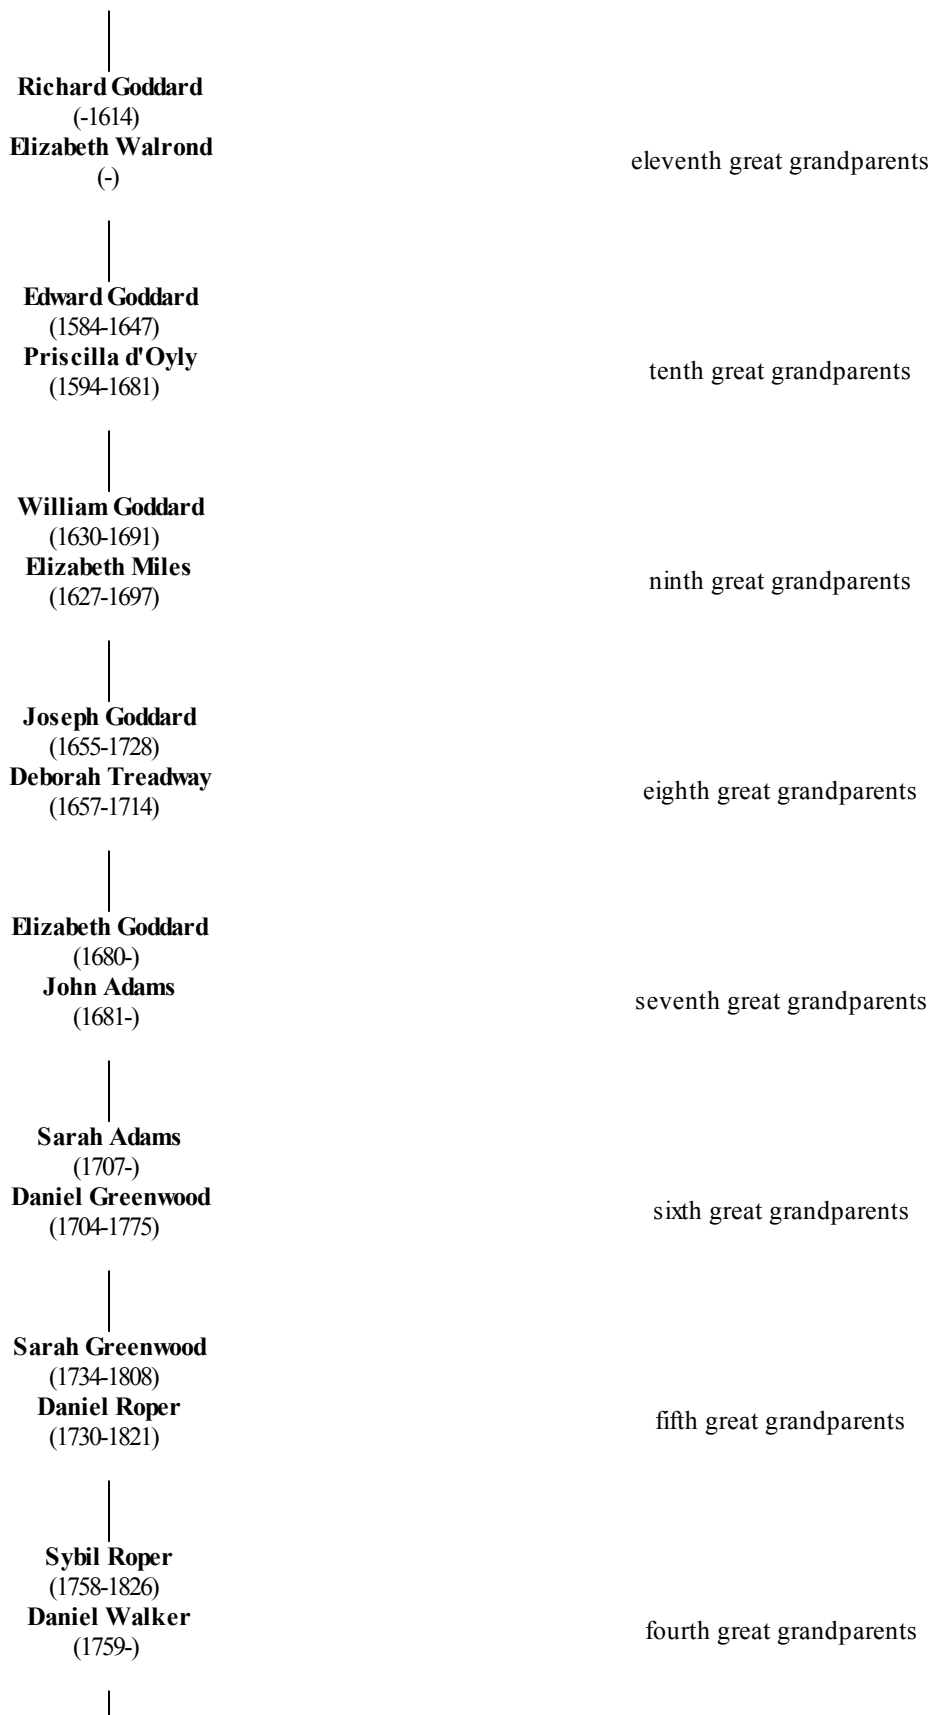 Richard Goddard
(-1614)
Elizabeth Walrond
(-)
eleventh great grandparents
Edward Goddard
(1584-1647)
Priscilla d'Oyly
(1594-1681)
tenth great grandparents
William Goddard
(1630-1691)
Elizabeth Miles
(1627-1697)
ninth great grandparents
Joseph Goddard
(1655-1728)
Deborah Treadway
(1657-1714)
eighth great grandparents
Elizabeth Goddard
(1680-)
John Adams
(1681-)
seventh great grandparents
Sarah Adams
(1707-)
Daniel Greenwood
(1704-1775)
sixth great grandparents
Sarah Greenwood
(1734-1808)
Daniel Roper
(1730-1821)
fifth great grandparents
Sybil Roper
(1758-1826)
Daniel Walker
(1759-)
fourth great grandparents